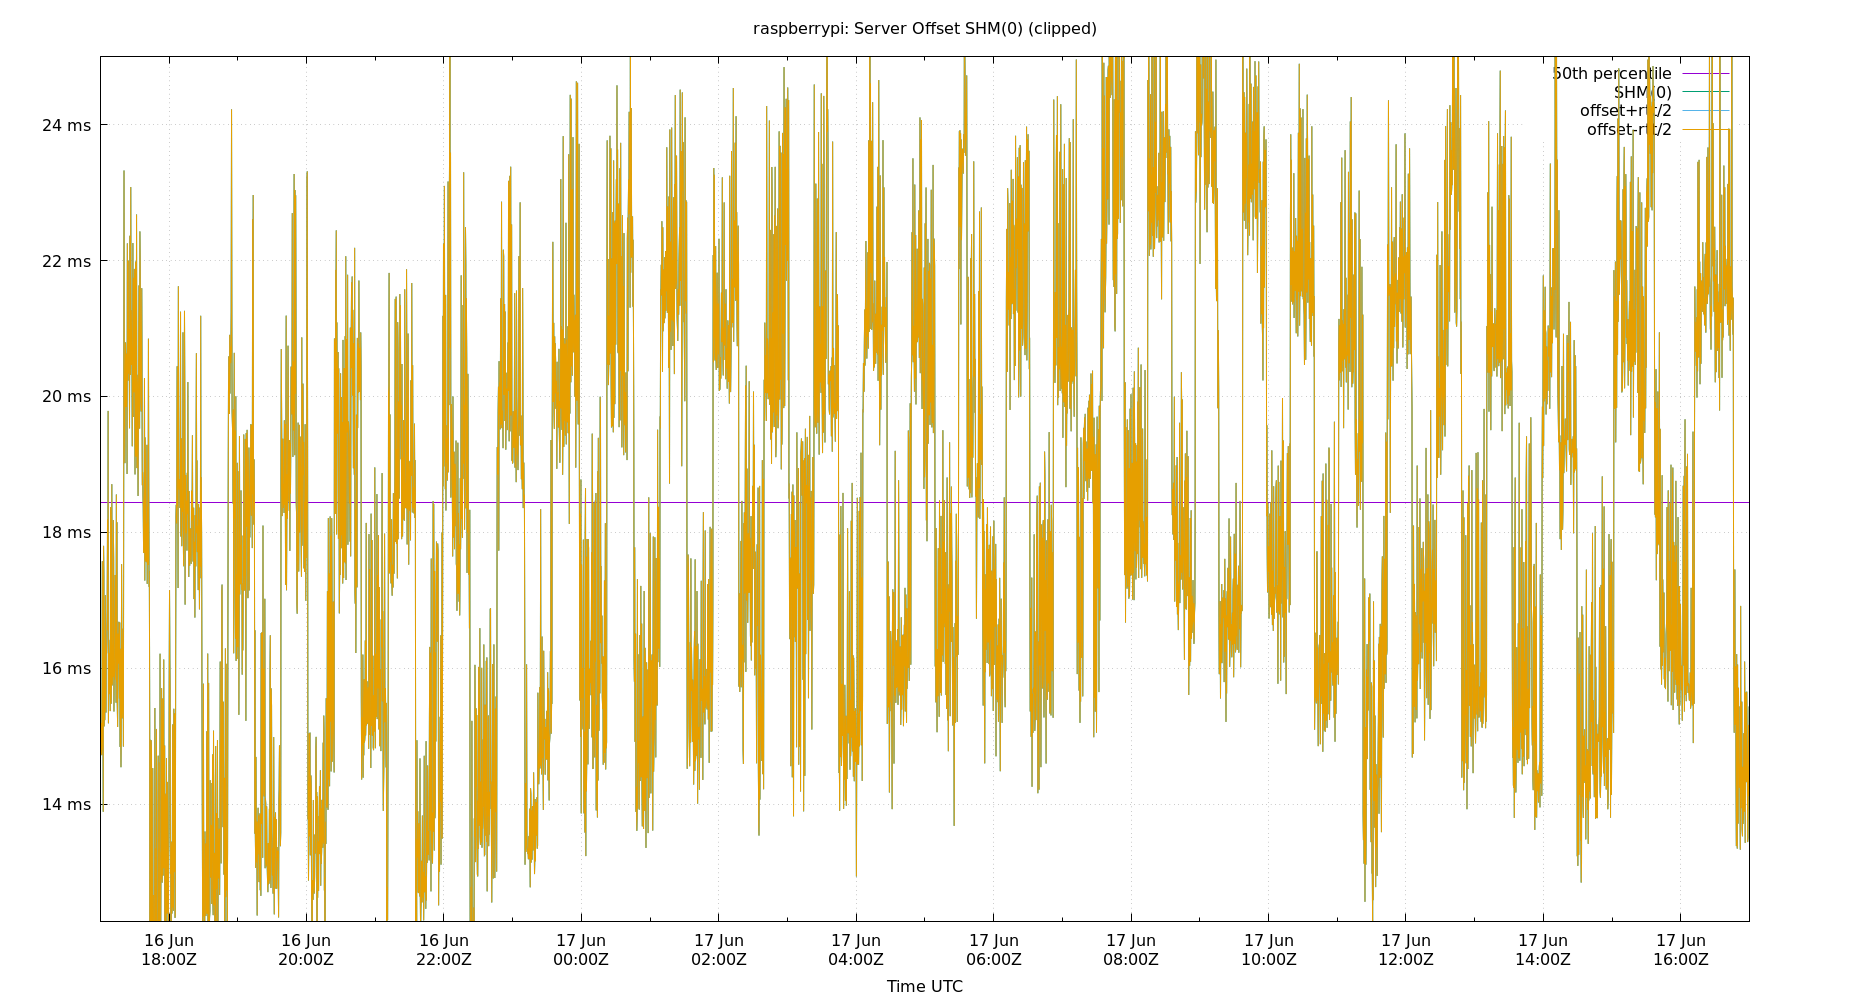 raspberrypi: Server Offset SHM(0) (clipped)
50th percentile
SHM(0)
offset+rtt/2
offset-rtt/2
24 ms
22 ms
20 ms
18 ms
16 ms
14 ms
16 Jun 16 Jun 16 Jun 17 Jun 17 Jun 17 Jun 17 Jun 17 Jun 17 Jun 17 Jun 17 Jun 17 Jun
18:00Z 20:00Z 22:00Z 00:00Z 02:00Z 04:00Z 06:00Z 08:00Z 10:00Z 12:00Z 14:00Z 16:00Z
Time UTC